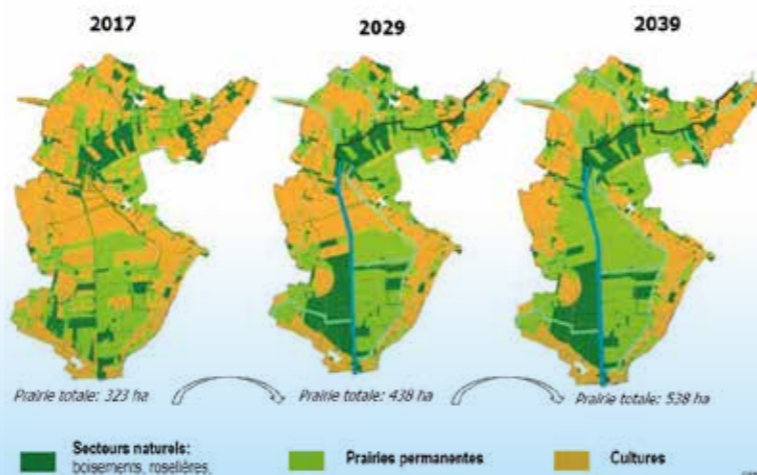 2017
2029
2039
Prairie totale: 323 ha
Prairie totale: 438 ha
Prairie totale: 538 ha
Secteurs naturels:
boisements, roselières,
Prairies permanentes
Cultures